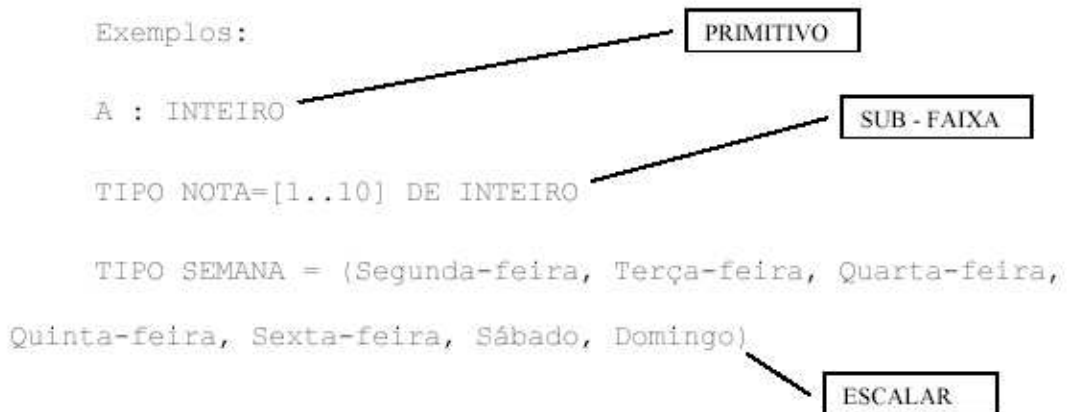 Exemplos:
PRIMITIVO
A : INTEIRO
SUB - FAIXA
TIPO NOTA=[1..10] DE INTEIRO
TIPO SEMANA = (Segunda-feira, Terça-feira, Quarta-feira,
Quinta-feira, Sexta-feira, Sábado, Domingo)
ESCALAR